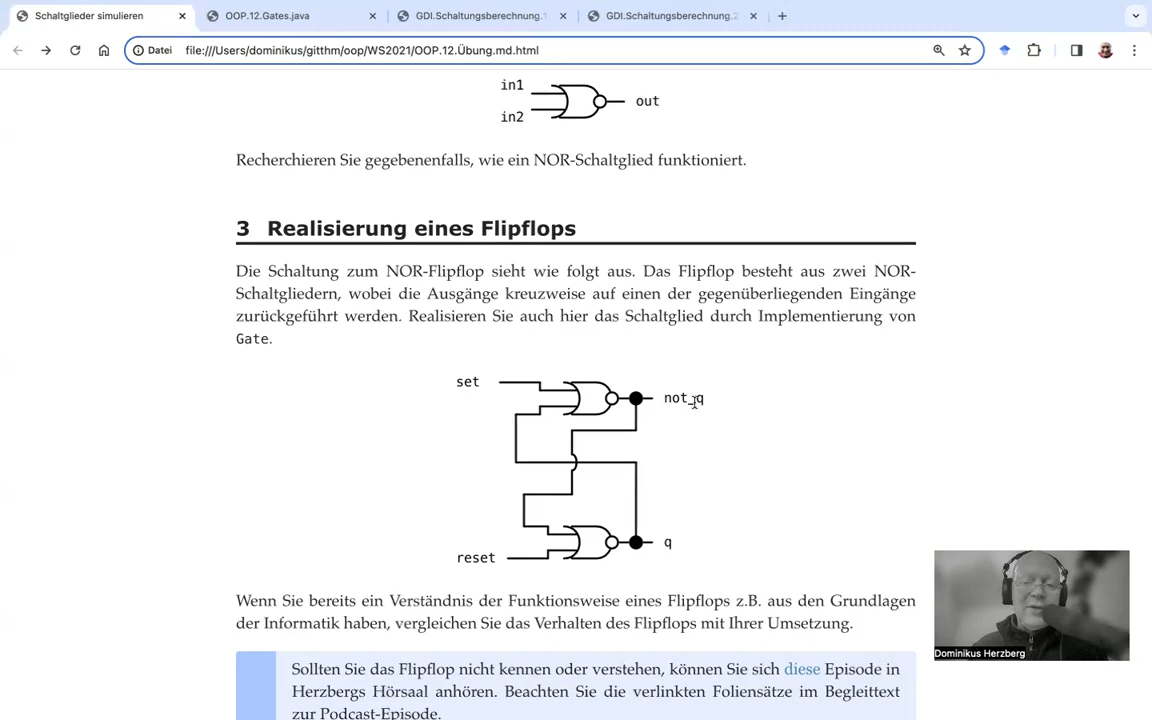 Schaltglieder simulieren
OOP.12.Gates.java
GDI.Schaltungsberechnung.1
GDI.Schaltungsberechnung.2
Datei
file:///Users/dominikus/gitthm/oop/WS2021/OOP.12.Übung.md.html
in1
out
in2
Recherchieren Sie gegebenenfalls, wie ein NOR-Schaltglied funktioniert.
3 Realisierung eines Flipflops
Die Schaltung zum NOR-Flipflop sieht wie folgt aus. Das Flipflop besteht aus zwei NOR-
Schaltgliedern, wobei die Ausgänge kreuzweise auf einen der gegenüberliegenden Eingänge
zurückgeführt werden. Realisieren Sie auch hier das Schaltglied durch Implementierung von
Gate.
set
not_q
q
reset
Wenn Sie bereits ein Verständnis der Funktionsweise eines Flipflops z.B. aus den Grundlagen
der Informatik haben, vergleichen Sie das Verhalten des Flipflops mit Ihrer Umsetzung.
Sollten Sie das Flipflop nicht kennen oder verstehen, können Sie sich diese Episode in
Herzbergs Hörsaal anhören. Beachten Sie die verlinkten Foliensätze im Begleittext
zur Podcast-Episode.
Dominikus Herzberg